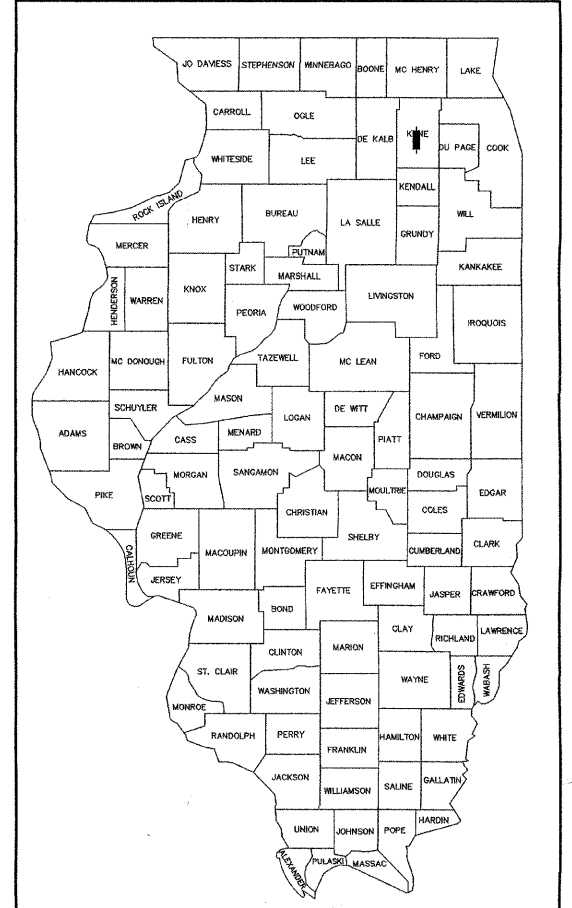 JO DAVIESS STEPHENSON WINNEBAGO BOONE MC HENRY LAKE
CARROLL OGLE
DE KALB DU PAGE COOK
WHITESIDE LEE
KENDALL
ROCK ISLAND HENRY BUREAU LA SALLE WILL
GRUNDY
MERCER PUTNAM
STARK MARSHALL KANKAKEE
HENDERSON WARREN KNOX
PEORIA WOODFORD LIVINGSTON
IROQUOIS
HANCOCK MC DONOUGH FULTON TAZEWELL MC LEAN FORD
MASON
SCHUYLER LOGAN DE WITT CHAMPAIGN VERMILION
ADAMS BROWN CASS MENARD PIATT
MACON
MORGAN SANGAMON DOUGLAS
PIKE SCOTT MOULTRIE EDGAR
CHRISTIAN COLES
GREENE SHELBY
CALHOUN MACOUPIN MONTGOMERY CUMBERLAND CLARK
JERSEY
FAYETTE EFFINGHAM JASPER CRAWFORD
MADISON BOND
CLAY RICHLAND LAWRENCE
CLINTON MARION
ST. CLAIR WAYNE EDWARDS WABASH
WASHINGTON
MONROE JEFFERSON
RANDOLPH PERRY HAMILTON WHITE
FRANKLIN
JACKSON SALINE GALLATIN
WILLIAMSON
HARDIN
UNION JOHNSON POPE
ALEXANDER PULASKI MASSAC